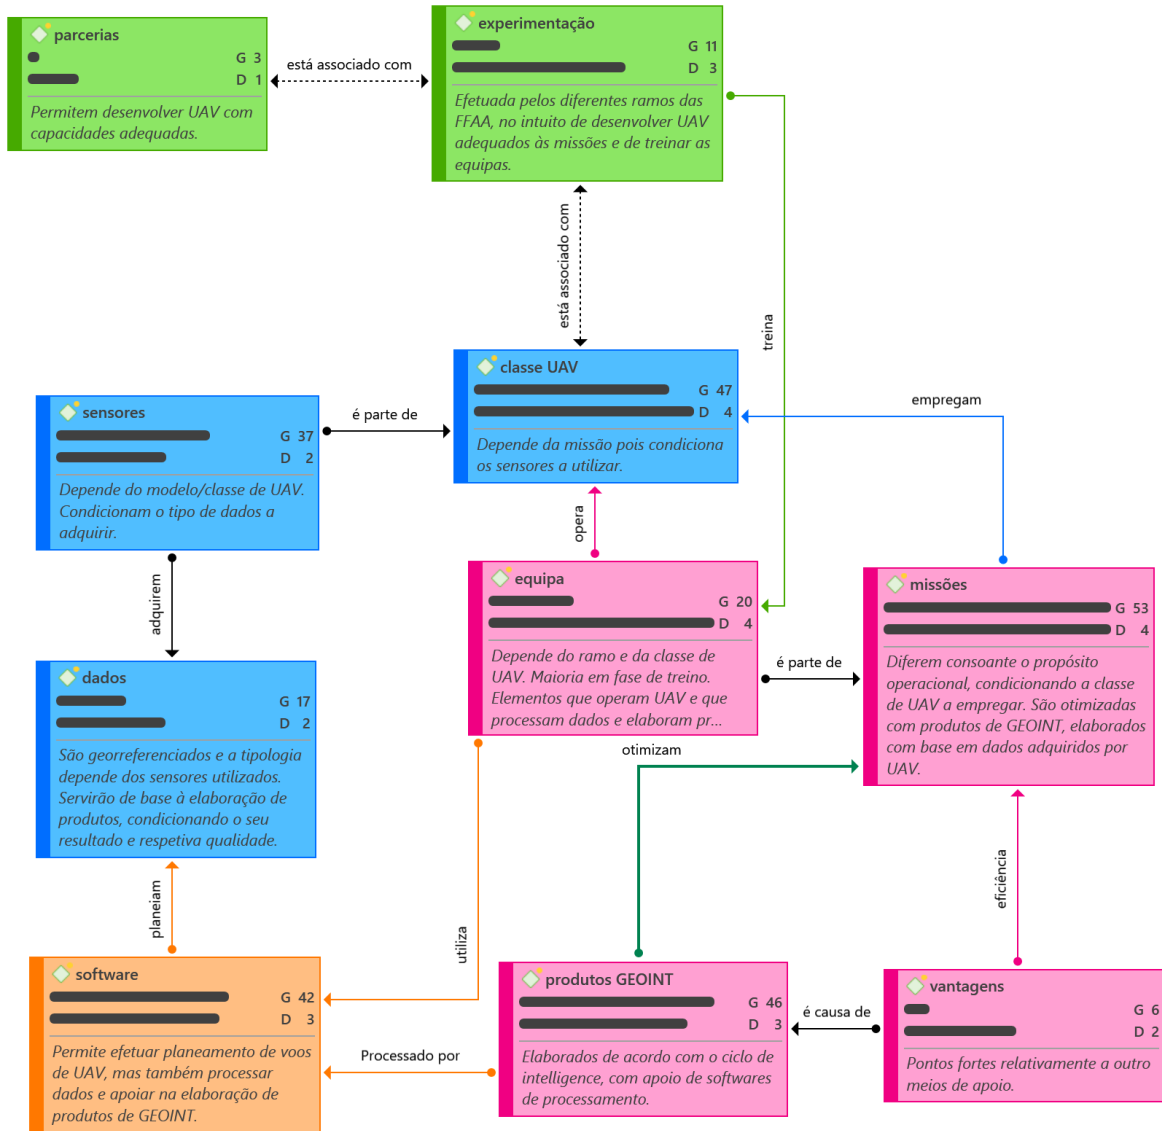 parcerias
G 3
D 1
Permitem desenvolver UAV com
capacidades adequadas.
está associado com
experimentação
G 11
D 3
Efetuada pelos diferentes ramos das
FFAA, no intuito de desenvolver UAV
adequados às missões e de treinar as
equipas.
está associado com
treina
classe UAV
G 47
D 4
Depende da missão pois condiciona
os sensores a utilizar.
empregam
sensores
G 37
D 2
Depende do modelo/classe de UAV.
Condicionam o tipo de dados a
adquirir.
é parte de
opera
adquirem
equipa
G 20
D 4
Depende do ramo e da classe de
UAV. Maioria em fase de treino.
Elementos que operam UAV e que
processam dados e elaboram pr...
é parte de
missões
G 53
D 4
Diferem consoante o propósito
operacional, condicionando a classe
de UAV a empregar. São otimizadas
com produtos de GEOINT, elaborados
com base em dados adquiridos por
UAV.
dados
G 17
D 2
São georreferenciados e a tipologia
depende dos sensores utilizados.
Servirão de base à elaboração de
produtos, condicionando o seu
resultado e respetiva qualidade.
otimizam
planeiam
utiliza
eficiência
software
G 42
D 3
Permite efetuar planeamento de voos
de UAV, mas também processar
dados e apoiar na elaboração de
produtos de GEOINT.
Processado por
produtos GEOINT
G 46
D 3
Elaborados de acordo com o ciclo de
intelligence, com apoio de softwares
de processamento.
é causa de
vantagens
G 6
D 2
Pontos fortes relativamente a outro
meios de apoio.